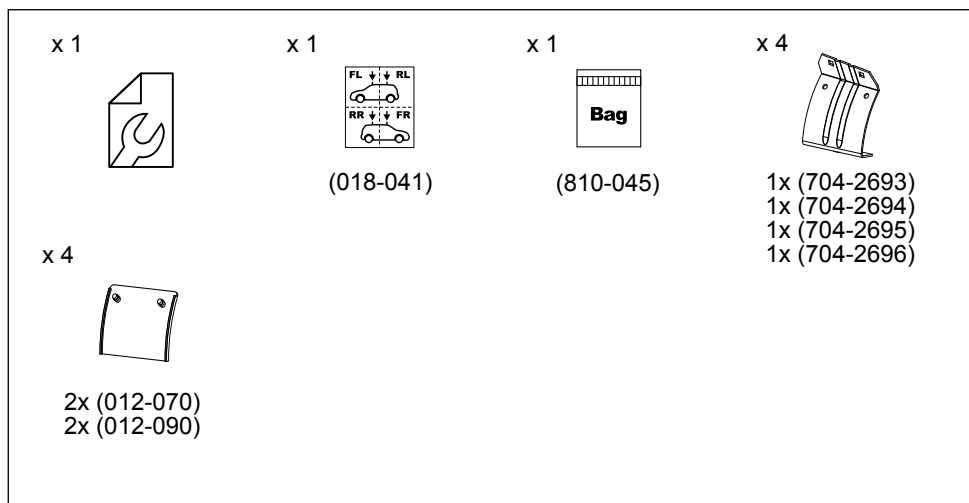 x 1
x 1
FL RL
RR FR
(018-041)
x 1
Bag
(810-045)
x 4
1x (704-2693)
1x (704-2694)
1x (704-2695)
1x (704-2696)
x 4
2x (012-070)
2x (012-090)